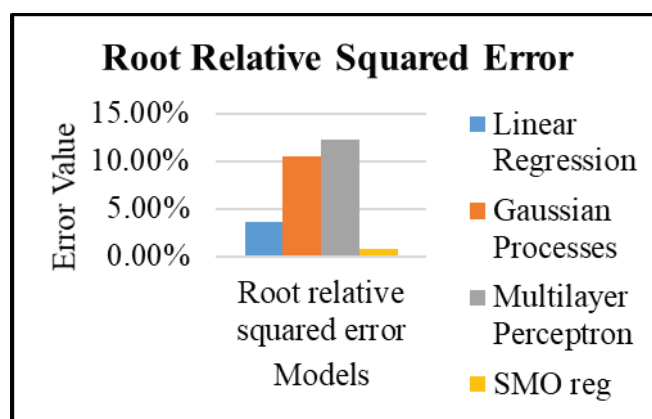 Root Relative Squared Error
Error Value
15.00%
10.00%
5.00%
0.00%
Root relative
squared error
Models
Linear
Regression
Gaussian
Processes
Multilayer
Perceptron
SMO reg